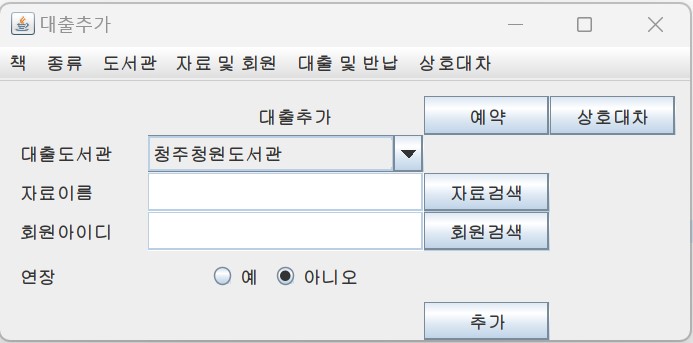 대출추가
책 종류 도서관 자료 및 회원 대출 및 반납 상호대차
대출추가 예약 상호대차
대출도서관 청주청원도서관
자료이름 자료검색
회원아이디 회원검색
연장 예 아니오
추가